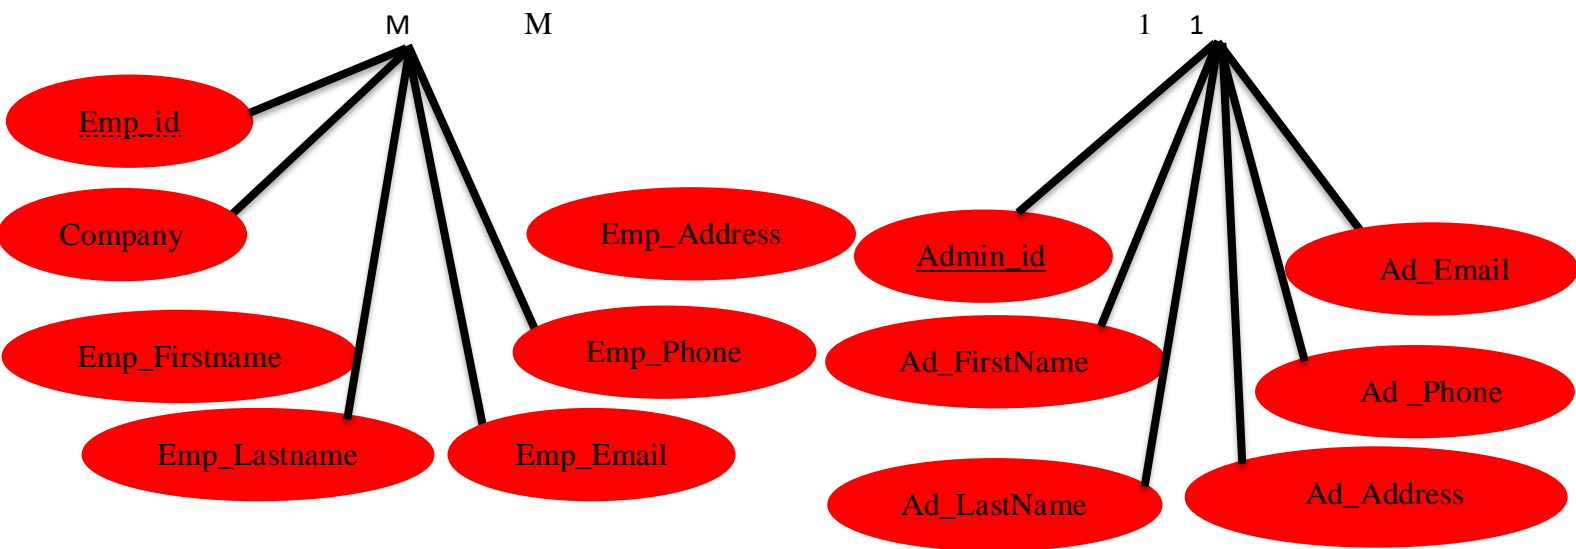 M M 1 1
Emp_id
Company
Emp_Address
Admin_id
Ad_Email
Emp_Firstname
Emp_Phone
Ad_FirstName
Ad _Phone
Emp_Lastname
Emp_Email
Ad_LastName
Ad_Address